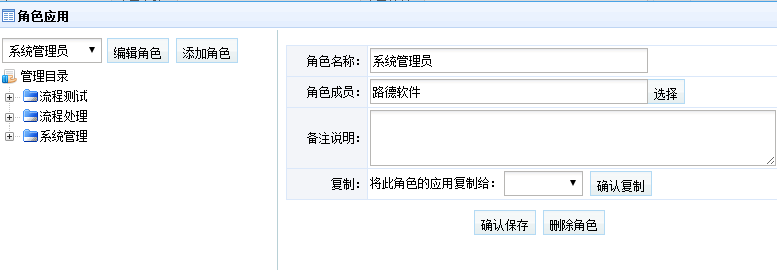 角色应用
系统管理员 编辑角色 添加角色
管理目录
流程测试
流程处理
系统管理
角色名称： 系统管理员
角色成员： 路德软件 选择
备注说明：
复制： 将此角色的应用复制给： 确认复制
确认保存 删除角色